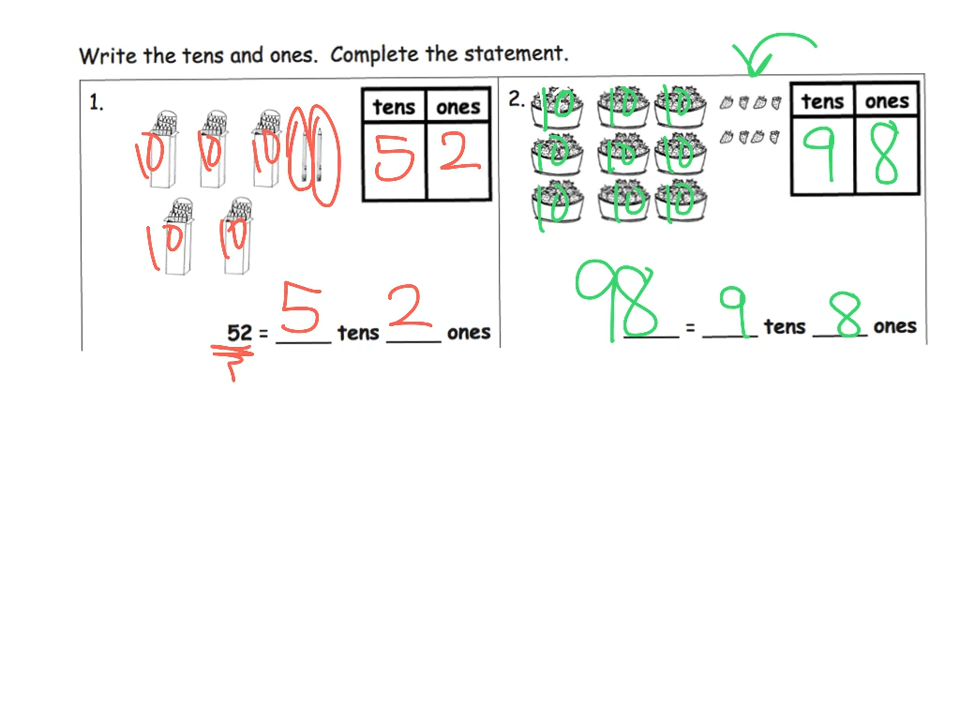 Write the tens and ones. Complete the statement.
1.
10 10 10
10 10
tens ones
5 2
52 = 5 tens 2 ones
2.
10 10 10
10 10 10
10 10 10
tens ones
9 8
98 = 9 tens 8 ones